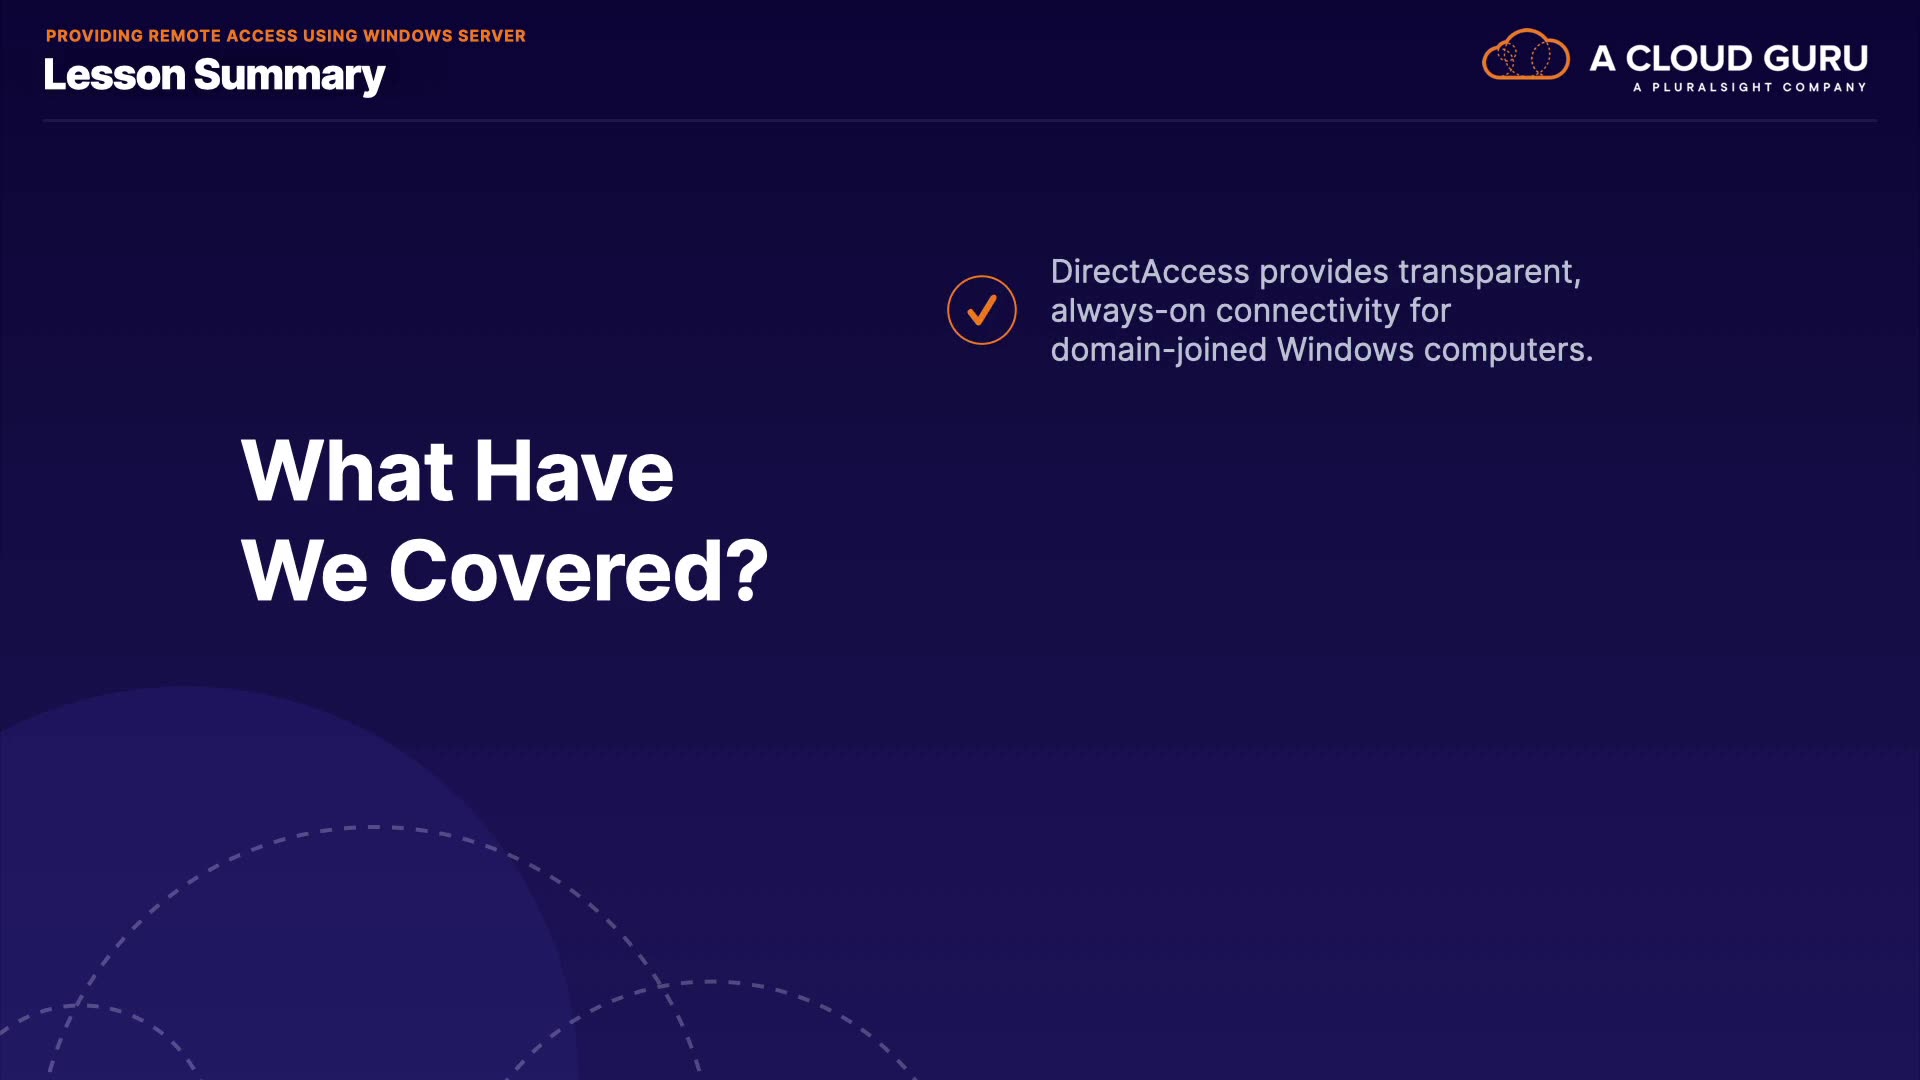 PROVIDING REMOTE ACCESS USING WINDOWS SERVER
Lesson Summary
A CLOUD GURU
A PLURALSIGHT COMPANY
DirectAccess provides transparent,
always-on connectivity for
domain-joined Windows computers.
What Have
We Covered?